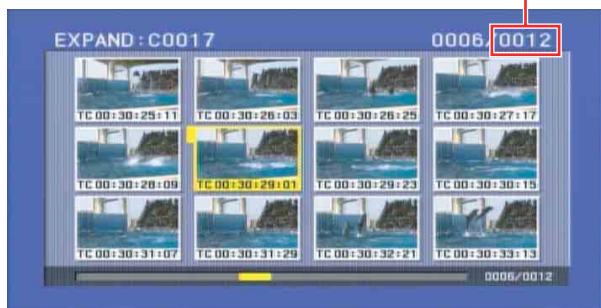 EXPAND:C0017 0006/0012
TC 00:30:25:11 TC 00:30:26:03 TC 00:30:26:25 TC 00:30:27:17
TC 00:30:28:09 TC 00:30:29:01 TC 00:30:29:23 TC 00:30:30:15
TC 00:30:31:07 TC 00:30:31:29 TC 00:30:32:21 TC 00:30:33:13
0006/0012